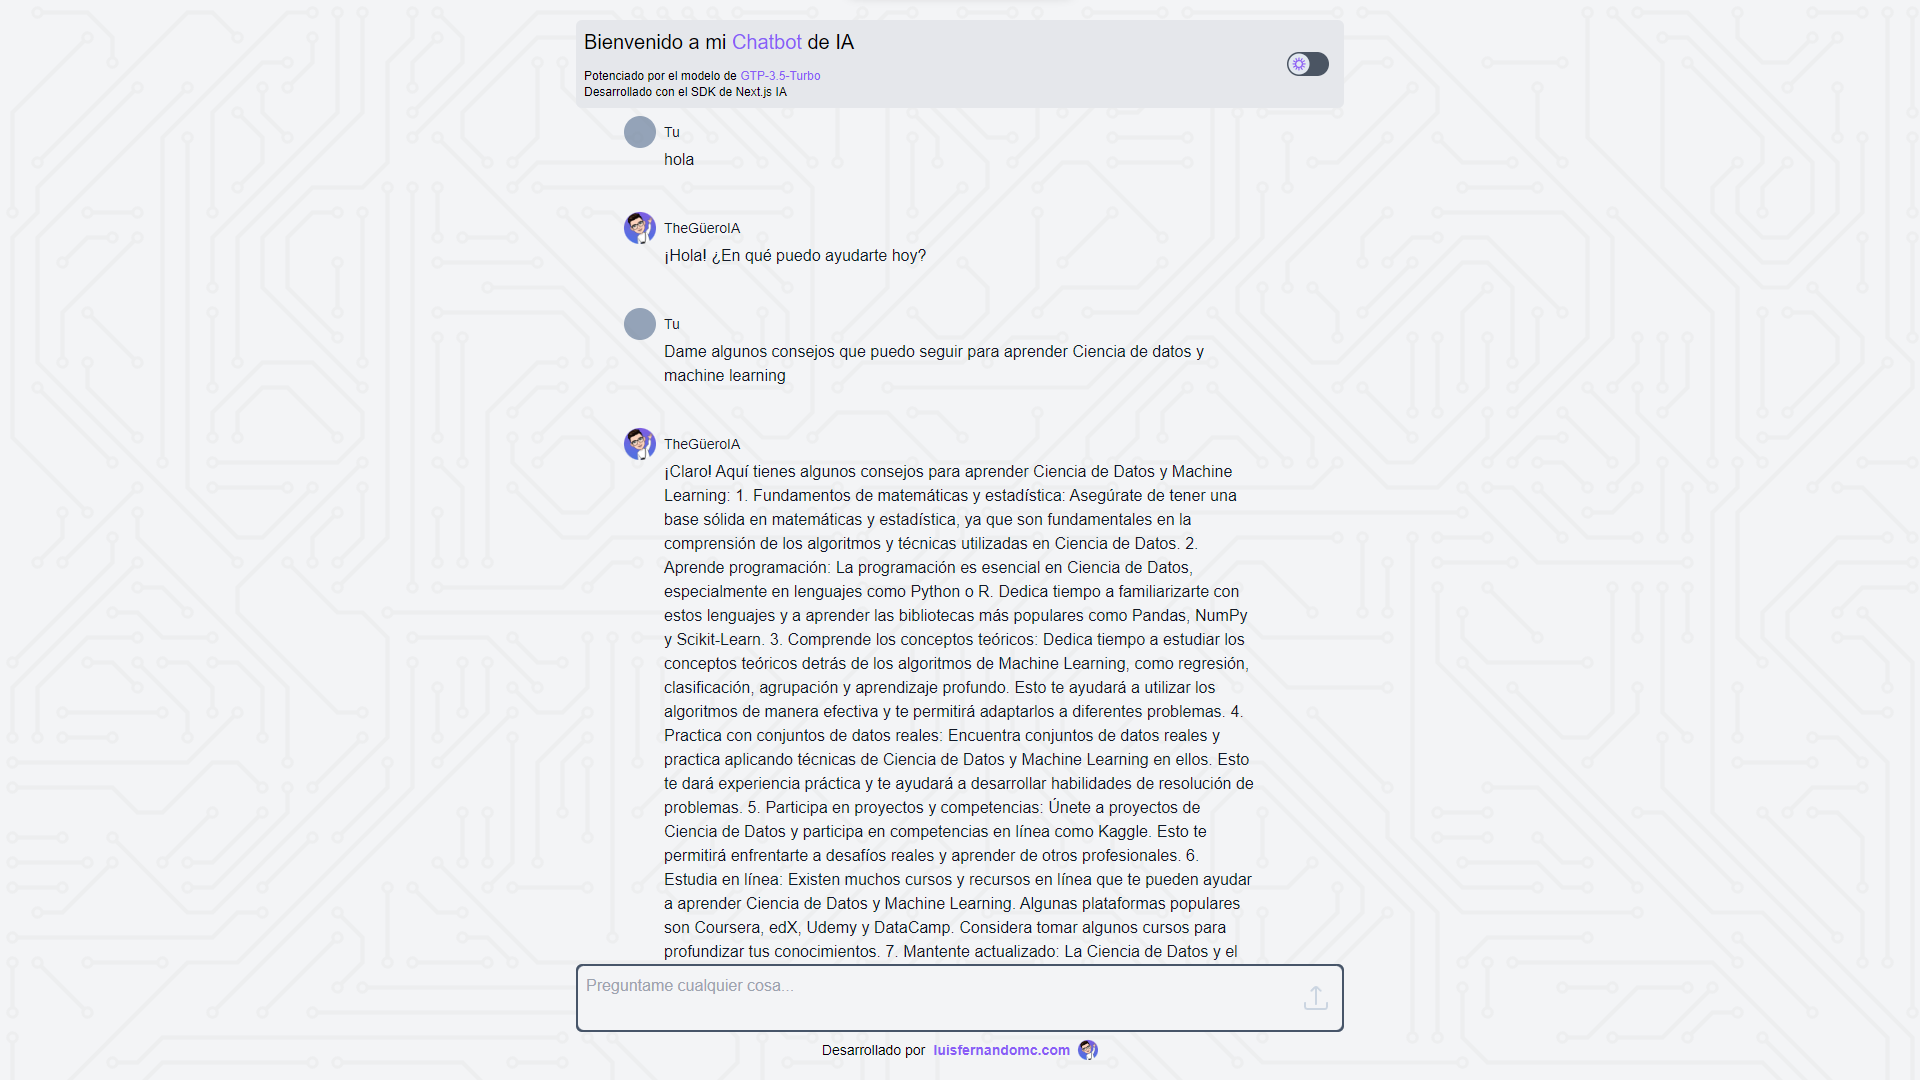 Bienvenido a mi Chatbot de IA
Potenciado por el modelo de GTP-3.5-Turbo
Desarrollado con el SDK de Next.js IA
Tu
hola
TheGüeroIA
¡Hola! ¿En qué puedo ayudarte hoy?
Tu
Dame algunos consejos que puedo seguir para aprender Ciencia de datos y
machine learning
TheGüeroIA
¡Claro! Aquí tienes algunos consejos para aprender Ciencia de Datos y Machine
Learning: 1. Fundamentos de matemáticas y estadística: Asegúrate de tener una
base sólida en matemáticas y estadística, ya que son fundamentales en la
comprensión de los algoritmos y técnicas utilizadas en Ciencia de Datos. 2.
Aprende programación: La programación es esencial en Ciencia de Datos,
especialmente en lenguajes como Python o R. Dedica tiempo a familiarizarte con
estos lenguajes y a aprender las bibliotecas más populares como Pandas, NumPy
y Scikit-Learn. 3. Comprende los conceptos teóricos: Dedica tiempo a estudiar los
conceptos teóricos detrás de los algoritmos de Machine Learning, como regresión,
clasificación, agrupación y aprendizaje profundo. Esto te ayudará a utilizar los
algoritmos de manera efectiva y te permitirá adaptarlos a diferentes problemas. 4.
Practica con conjuntos de datos reales: Encuentra conjuntos de datos reales y
practica aplicando técnicas de Ciencia de Datos y Machine Learning en ellos. Esto
te dará experiencia práctica y te ayudará a desarrollar habilidades de resolución de
problemas. 5. Participa en proyectos y competencias: Únete a proyectos de
Ciencia de Datos y participa en competencias en línea como Kaggle. Esto te
permitirá enfrentarte a desafíos reales y aprender de otros profesionales. 6.
Estudia en línea: Existen muchos cursos y recursos en línea que te pueden ayudar
a aprender Ciencia de Datos y Machine Learning. Algunas plataformas populares
son Coursera, edX, Udemy y DataCamp. Considera tomar algunos cursos para
profundizar tus conocimientos. 7. Mantente actualizado: La Ciencia de Datos y el
Preguntame cualquier cosa...
Desarrollado por luisfernandomc.com